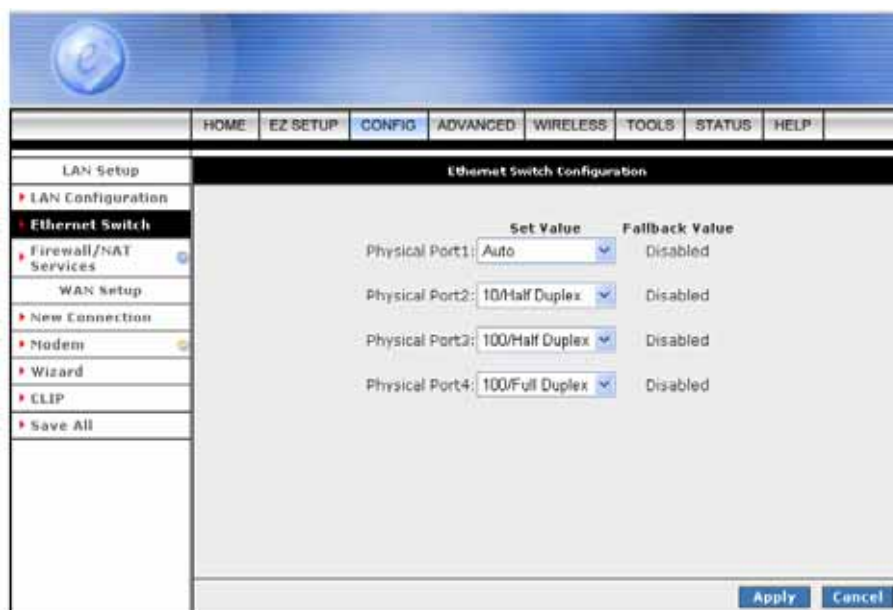 HOME EZ SETUP CONFIG ADVANCED WIRELESS TOOLS STATUS HELP
LAN Setup
LAN Configuration
Ethernet Switch
Firewall/NAT
Services
WAN Setup
New Connection
Modem
Wizard
CLIP
Save All
Ethernet Switch Configuration
Set Value Fallback Value
Physical Port1: Auto Disabled
Physical Port2: 10/Half Duplex Disabled
Physical Port3: 100/Half Duplex Disabled
Physical Port4: 100/Full Duplex Disabled
Apply Cancel